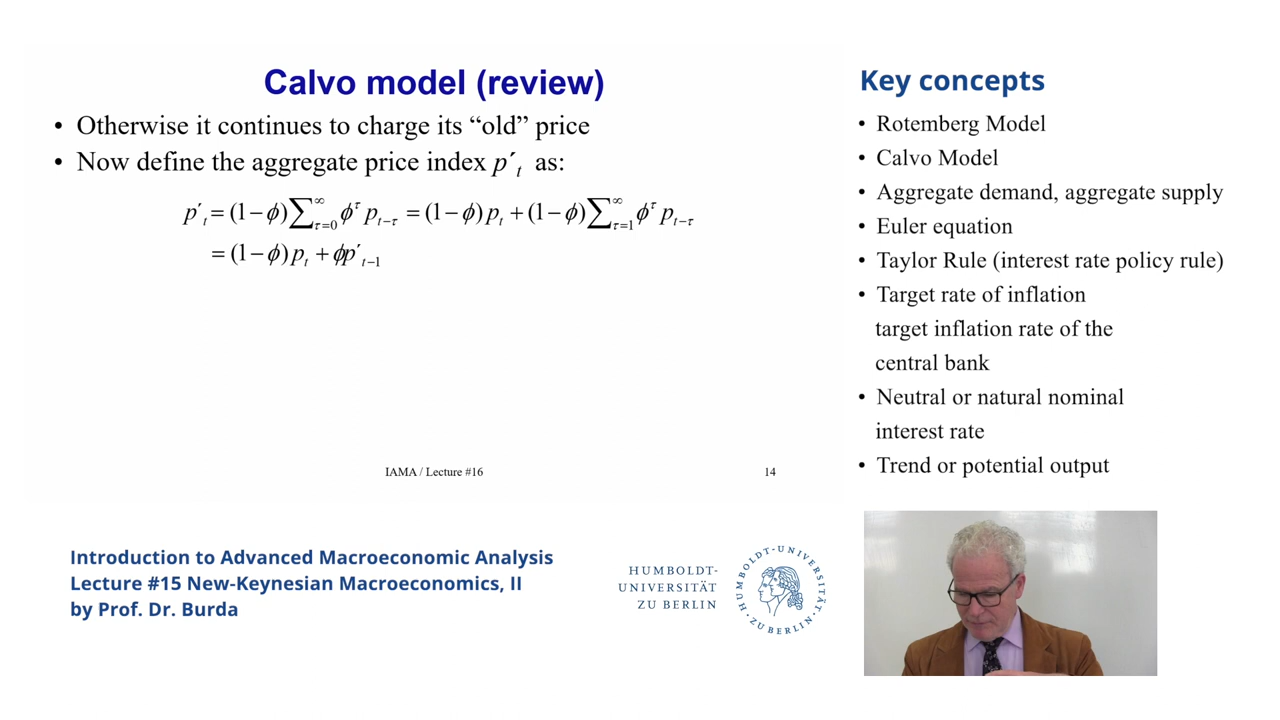 Calvo model (review)
• Otherwise it continues to charge its “old” price
• Now define the aggregate price index p´t as:
p´t = (1−ϕ)∑τ=0∞ ϕτ pt−τ = (1−ϕ)pt + (1−ϕ)∑τ=1∞ ϕτ pt−τ
= (1−ϕ)pt + ϕp´t−1
IAMA / Lecture #16
14
Key concepts
• Rotemberg Model
• Calvo Model
• Aggregate demand, aggregate supply
• Euler equation
• Taylor Rule (interest rate policy rule)
• Target rate of inflation
target inflation rate of the
central bank
• Neutral or natural nominal
interest rate
• Trend or potential output
Introduction to Advanced Macroeconomic Analysis
Lecture #15 New-Keynesian Macroeconomics, II
by Prof. Dr. Burda
HUMBOLDT-
UNIVERSITÄT
ZU BERLIN
HUMBOLDT-UNIVERSITÄT
ZU BERLIN